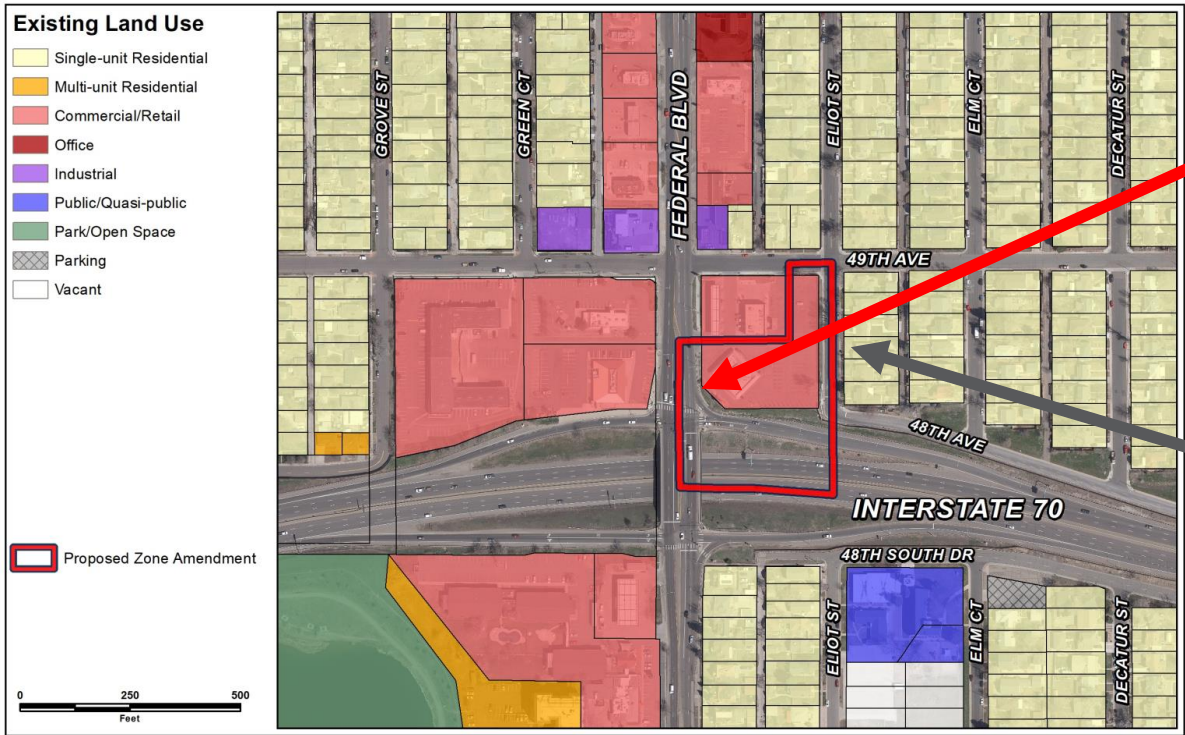 Existing Land Use
Single-unit Residential
Multi-unit Residential
Commercial/Retail
Office
Industrial
Public/Quasi-public
Park/Open Space
Parking
Vacant
Proposed Zone Amendment
0 250 500
Feet
GROVE ST
GREEN CT
FEDERAL BLVD
ELIOT ST
ELM CT
DECATUR ST
49TH AVE
48TH AVE
INTERSTATE 70
48TH SOUTH DR
ELIOT ST
ELM CT
DECATUR ST